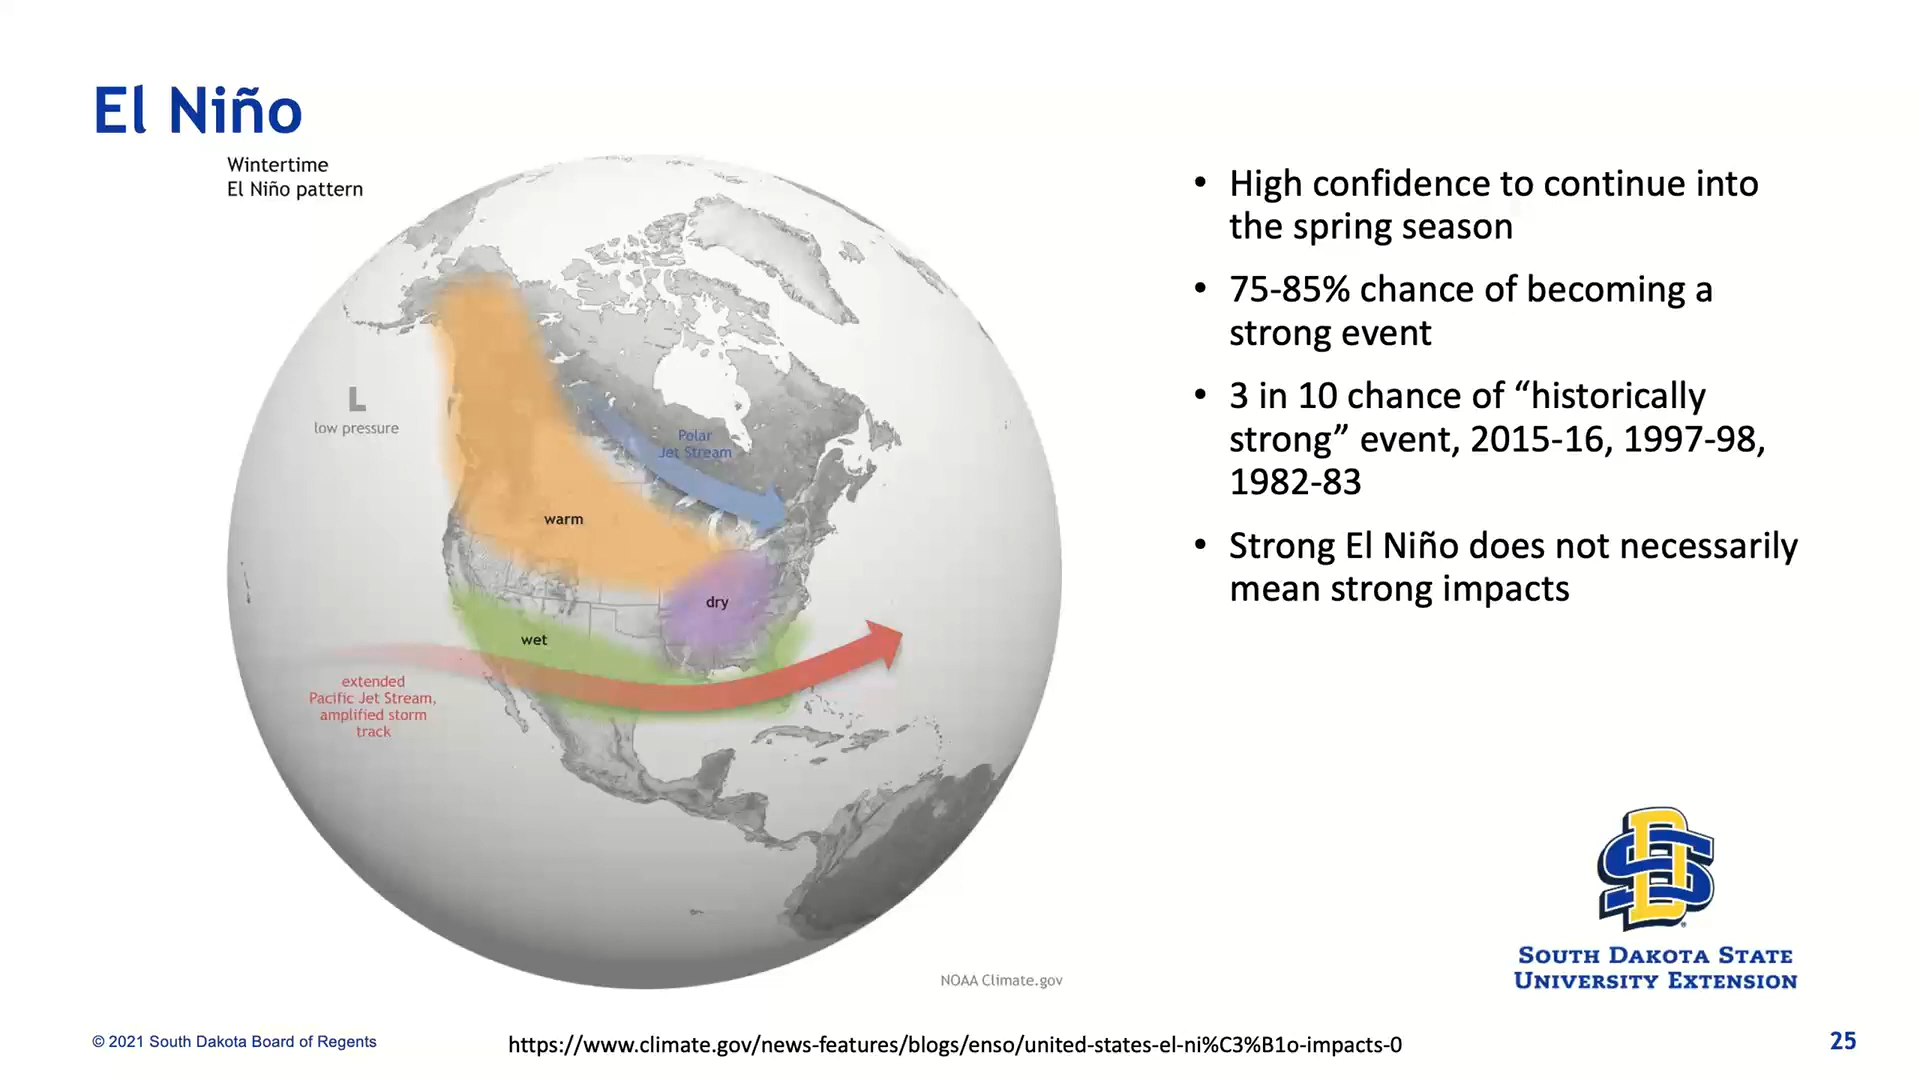 El Niño
Wintertime
El Niño pattern
L
low pressure
Polar
Jet Stream
warm
dry
wet
extended
Pacific Jet Stream,
amplified storm
track
NOAA Climate.gov
• High confidence to continue into
the spring season
• 75-85% chance of becoming a
strong event
• 3 in 10 chance of “historically
strong” event, 2015-16, 1997-98,
1982-83
• Strong El Niño does not necessarily
mean strong impacts
SD
SOUTH DAKOTA STATE
UNIVERSITY EXTENSION
© 2021 South Dakota Board of Regents
https://www.climate.gov/news-features/blogs/enso/united-states-el-ni%C3%B1o-impacts-0
25